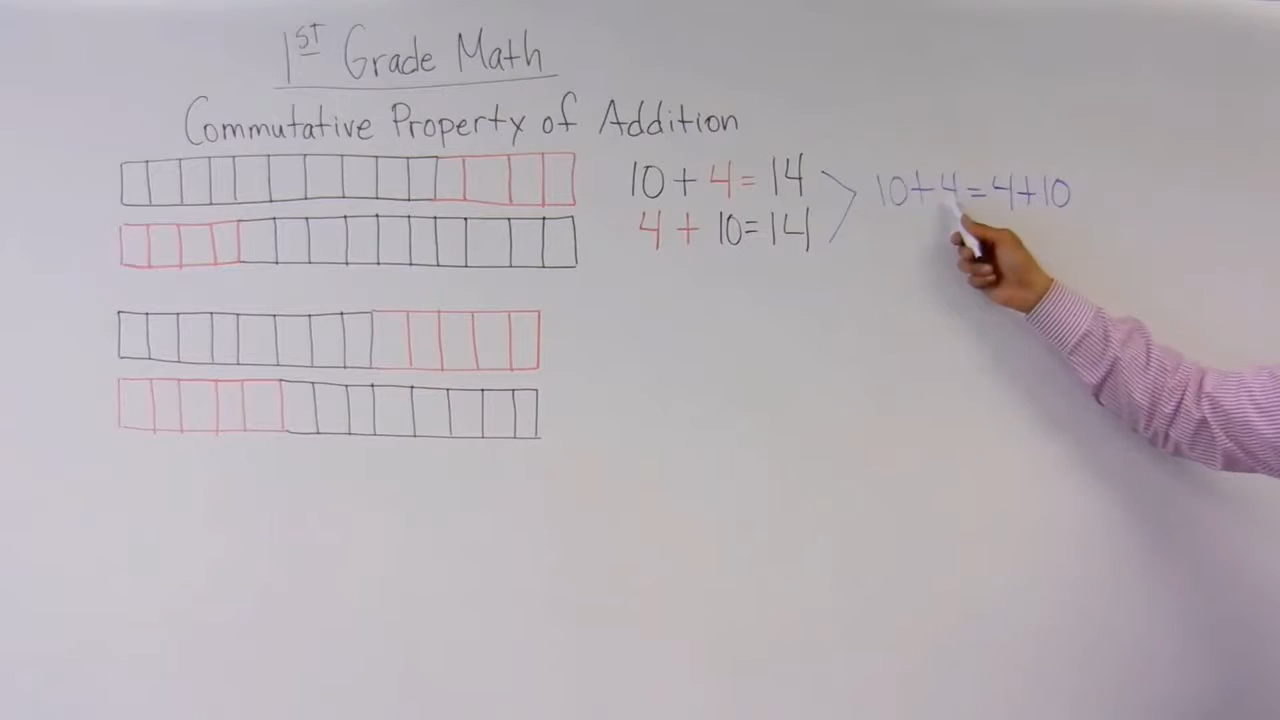 1ST Grade Math
Commutative Property of Addition
10 + 4 = 14
4 + 10 = 14
10 + 4 = 4 + 10